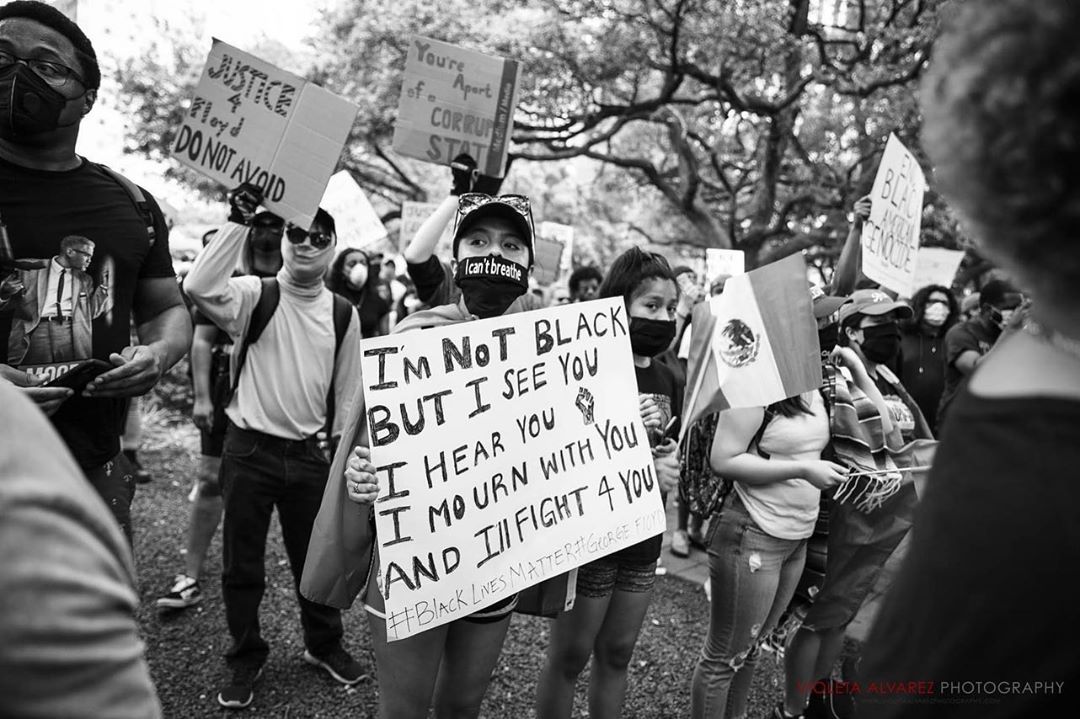 JUSTICE
4
Floyd
DO NOT AVOID
You're
Apart
of a
CORRUPT
STATE
I can't breathe
I'M NOT BLACK
BUT I SEE YOU
I HEAR YOU
I MOURN WITH YOU
AND I'll FIGHT 4 YOU
#BLACK LIVES MATTER #GEORGE FLOYD
BLACK
GENOCIDE
VIOLETA ALVAREZ PHOTOGRAPHY